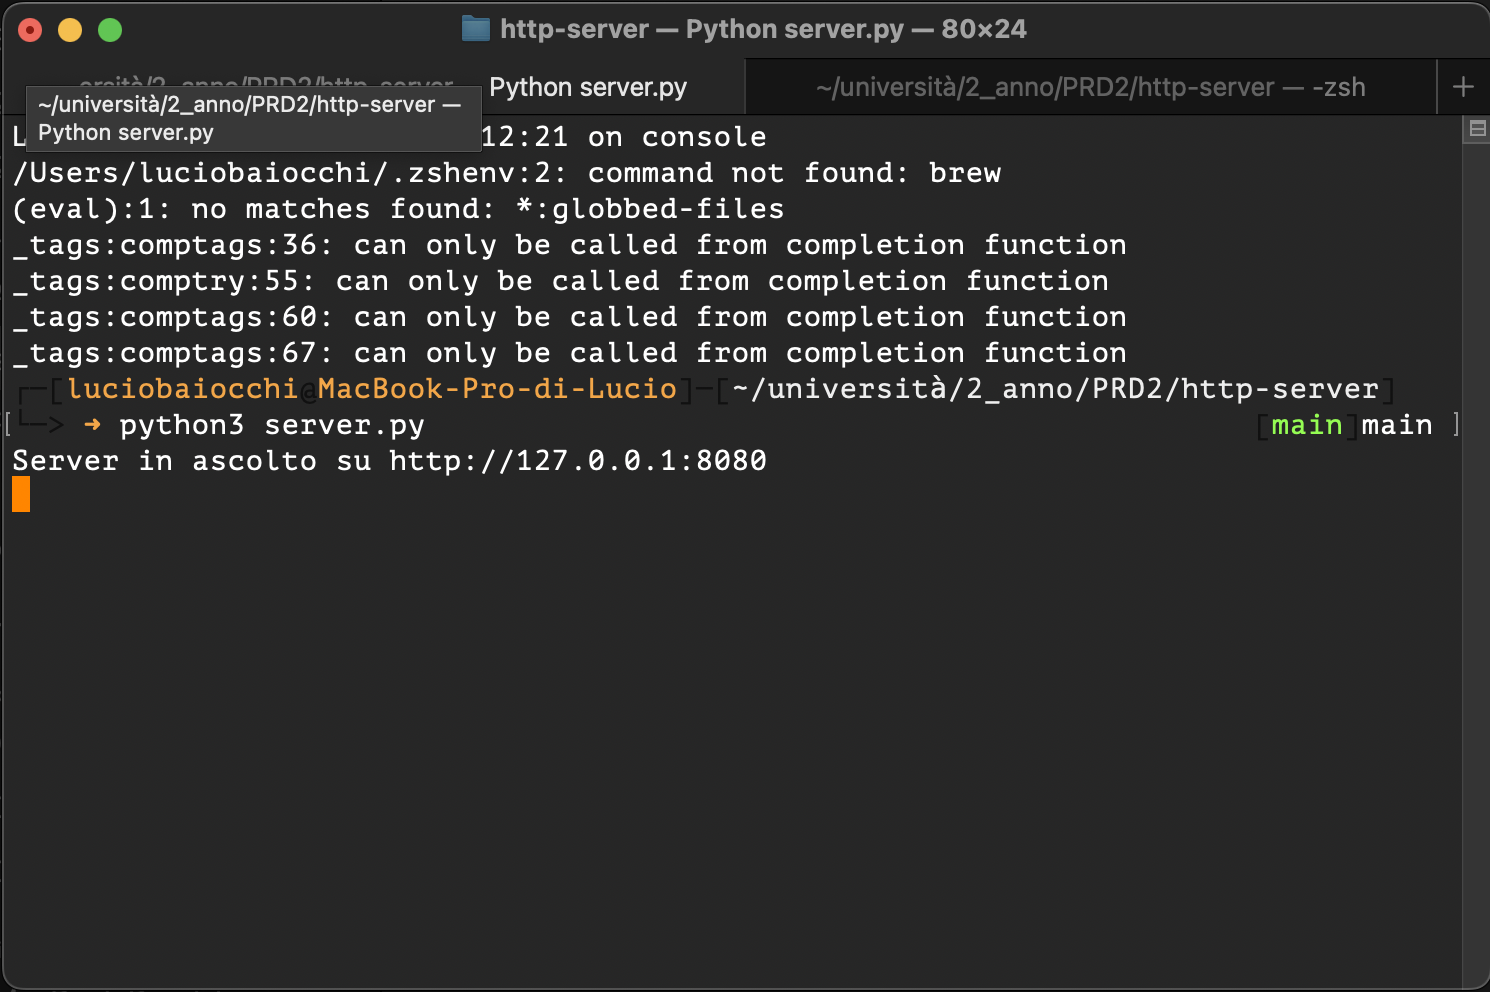 http-server — Python server.py — 80×24
Python server.py
~/università/2_anno/PRD2/http-server — -zsh
~/università/2_anno/PRD2/http-server —
Python server.py
12:21 on console
/Users/luciobaiocchi/.zshenv:2: command not found: brew
(eval):1: no matches found: *:globbed-files
_tags:comptags:36: can only be called from completion function
_tags:comptry:55: can only be called from completion function
_tags:comptags:60: can only be called from completion function
_tags:comptags:67: can only be called from completion function
┌─[luciobaiocchi@MacBook-Pro-di-Lucio]─[~/università/2_anno/PRD2/http-server]
[└─> ➜ python3 server.py [main]main ]
Server in ascolto su http://127.0.0.1:8080